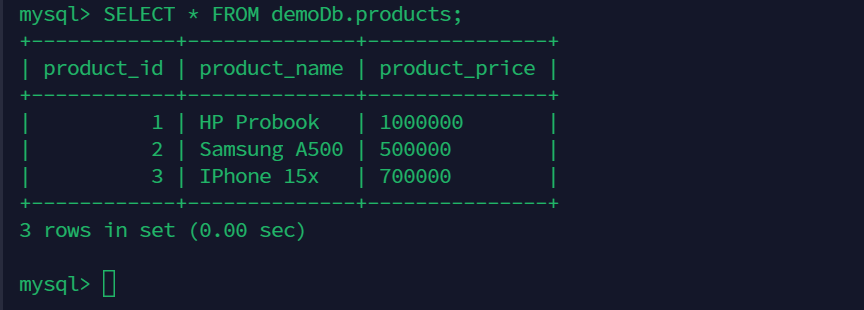 mysql> SELECT * FROM demoDb.products;
+------------+--------------+---------------+
| product_id | product_name | product_price |
+------------+--------------+---------------+
|          1 | HP Probook   | 1000000       |
|          2 | Samsung A500 | 500000        |
|          3 | IPhone 15x   | 700000        |
+------------+--------------+---------------+
3 rows in set (0.00 sec)
mysql>